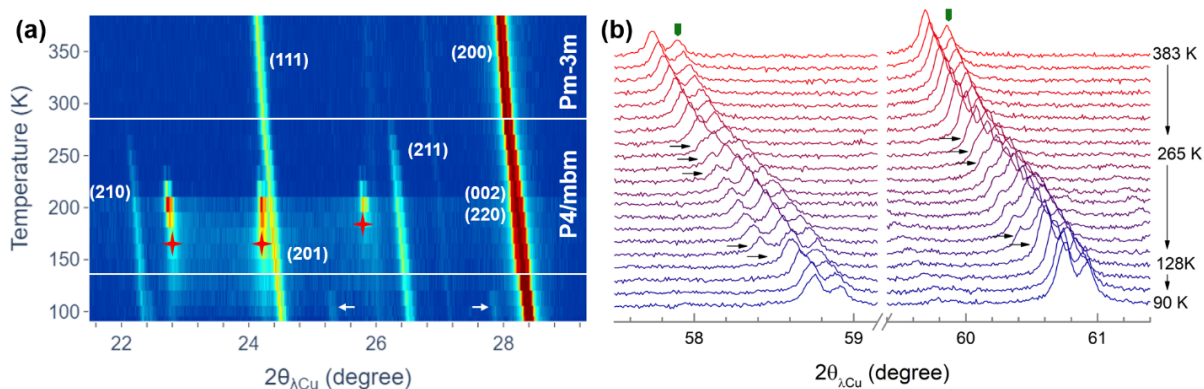 (a)
Temperature (K)
350
300
250
200
150
100
(111)
(200)
Pm-3m
(210)
(211)
(002)
(220)
(201)
P4/mbm
22
24
26
28
2θλCu (degree)
(b)
383 K
265 K
128K
90 K
58
59
60
61
2θλCu (degree)